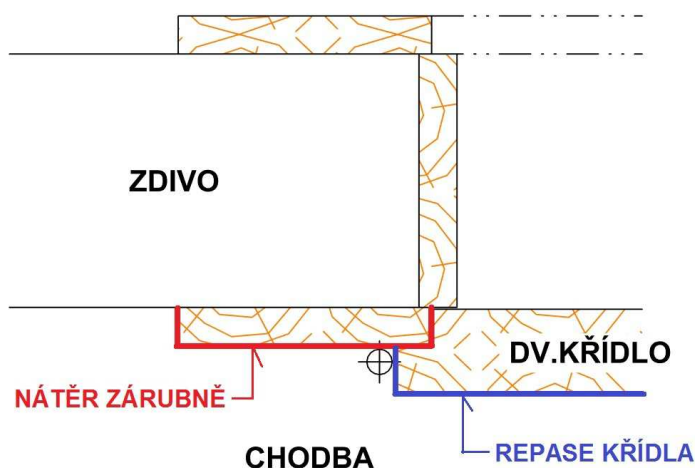 ZDIVO
DV.KŘÍDLO
NÁTĚR ZÁRUBNĚ
CHODBA
REPASE KŘÍDLA